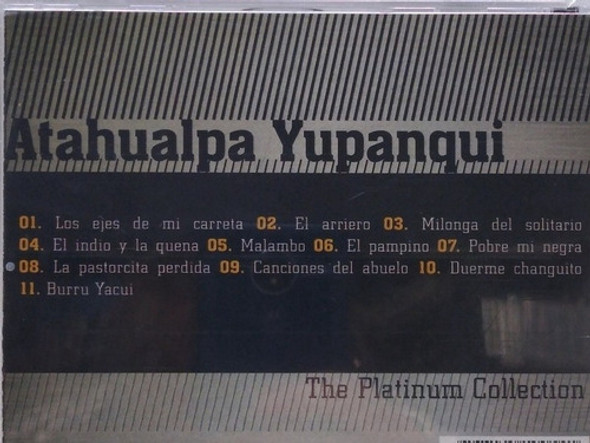 Atahualpa Yupanqui
01. Los ejes de mi carreta 02. El arriero 03. Milonga del solitario
04. El indio y la quena 05. Malambo 06. El pampino 07. Pobre mi negra
08. La pastorcita perdida 09. Canciones del abuelo 10. Duerme changuito
11. Burru Yacui
The Platinum Collection